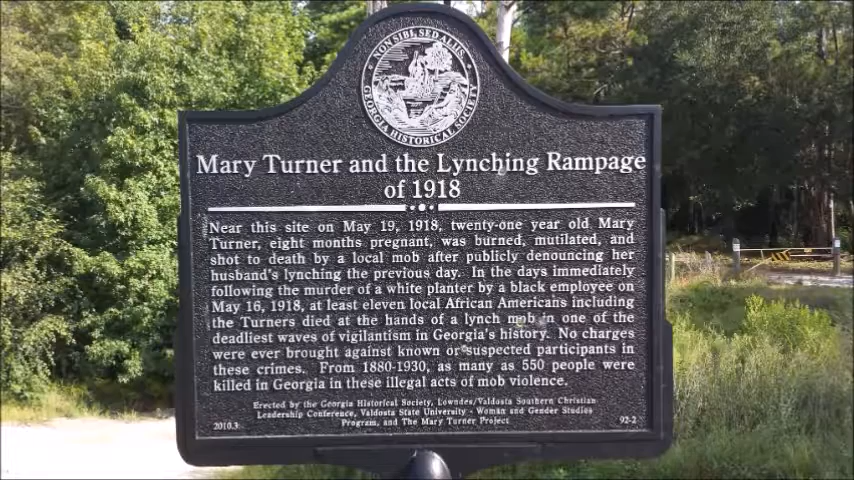 NON SIBI, SED ALIIS.
GEORGIA HISTORICAL SOCIETY
Mary Turner and the Lynching Rampage
of 1918
Near this site on May 19, 1918, twenty-one year old Mary
Turner, eight months pregnant, was burned, mutilated, and
shot to death by a local mob after publicly denouncing her
husband's lynching the previous day. In the days immediately
following the murder of a white planter by a black employee on
May 16, 1918, at least eleven local African Americans including
the Turners died at the hands of a lynch mob in one of the
deadliest waves of vigilantism in Georgia's history. No charges
were ever brought against known or suspected participants in
these crimes. From 1880-1930, as many as 550 people were
killed in Georgia in these illegal acts of mob violence.
Erected by the Georgia Historical Society, Lowndes/Valdosta Southern Christian
Leadership Conference, Valdosta State University - Woman and Gender Studies
Program, and The Mary Turner Project
2010.3
92-2